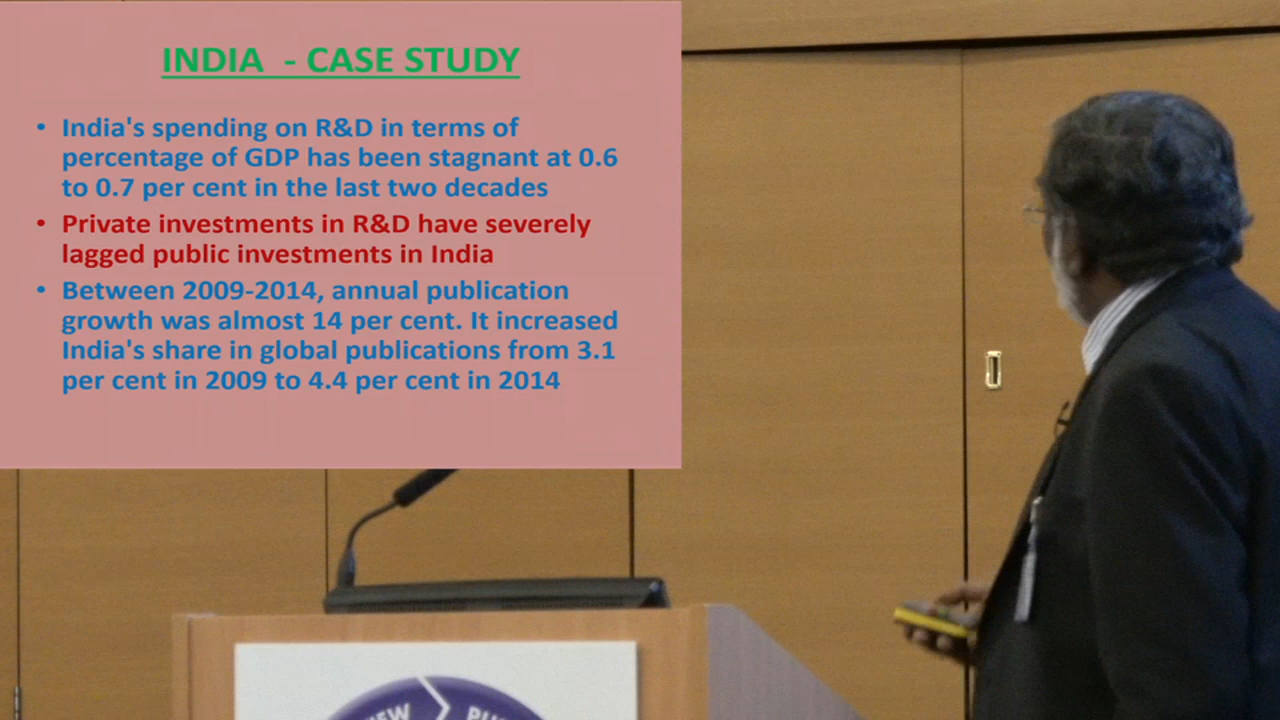 INDIA - CASE STUDY
• India's spending on R&D in terms of
percentage of GDP has been stagnant at 0.6
to 0.7 per cent in the last two decades
• Private investments in R&D have severely
lagged public investments in India
• Between 2009-2014, annual publication
growth was almost 14 per cent. It increased
India's share in global publications from 3.1
per cent in 2009 to 4.4 per cent in 2014